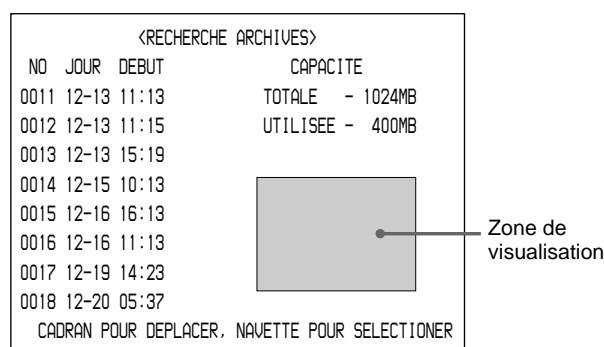 <RECHERCHE ARCHIVES>
NO JOUR DEBUT CAPACITE
0011 12-13 11:13 TOTALE - 1024MB
0012 12-13 11:15 UTILISEE - 400MB
0013 12-13 15:19
0014 12-15 10:13
0015 12-16 16:13
0016 12-16 11:13
0017 12-19 14:23
0018 12-20 05:37
CADRAN POUR DEPLACER, NAVETTE POUR SELECTIONER
Zone de
visualisation